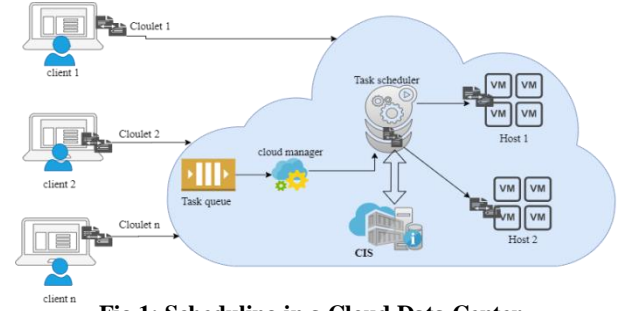 Cloulet 1
client 1
Cloulet 2
client 2
Cloulet n
client n
Task queue
cloud manager
Task scheduler
CIS
VM VM
VM VM
Host 1
VM VM
VM VM
Host 2
Fig 1: Scheduling in a Cloud Data Center